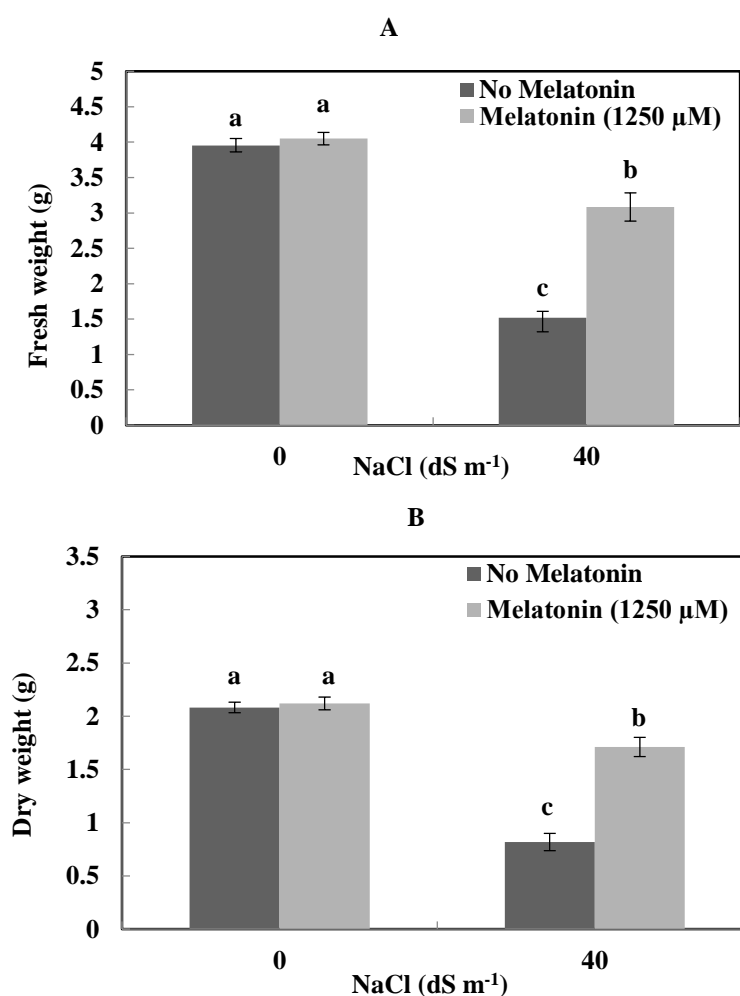 A
Fresh weight (g)
5
4.5
4
3.5
3
2.5
2
1.5
1
0.5
0
No Melatonin
Melatonin (1250 µM)
a
a
b
c
0
40
NaCl (dS m⁻¹)
B
Dry weight (g)
3.5
3
2.5
2
1.5
1
0.5
0
No Melatonin
Melatonin (1250 µM)
a
a
b
c
0
40
NaCl (dS m⁻¹)